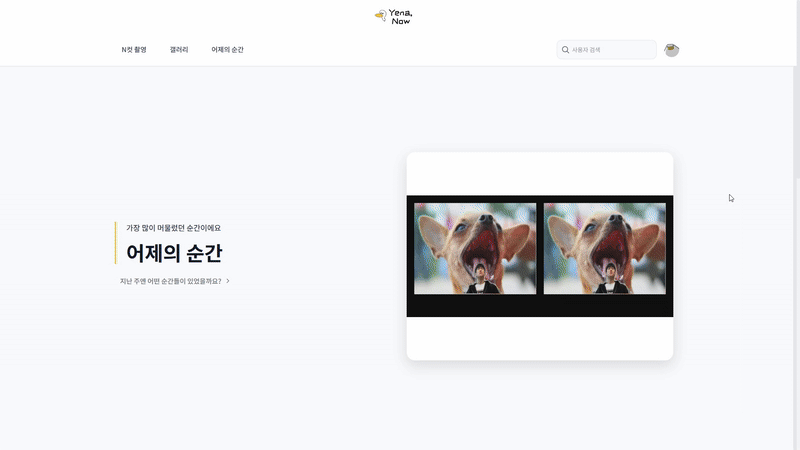 Yena,
Now
N컷 촬영
갤러리
어제의 순간
사용자 검색
가장 많이 머물렀던 순간이에요
어제의 순간
지난 주엔 어떤 순간들이 있었을까요? >